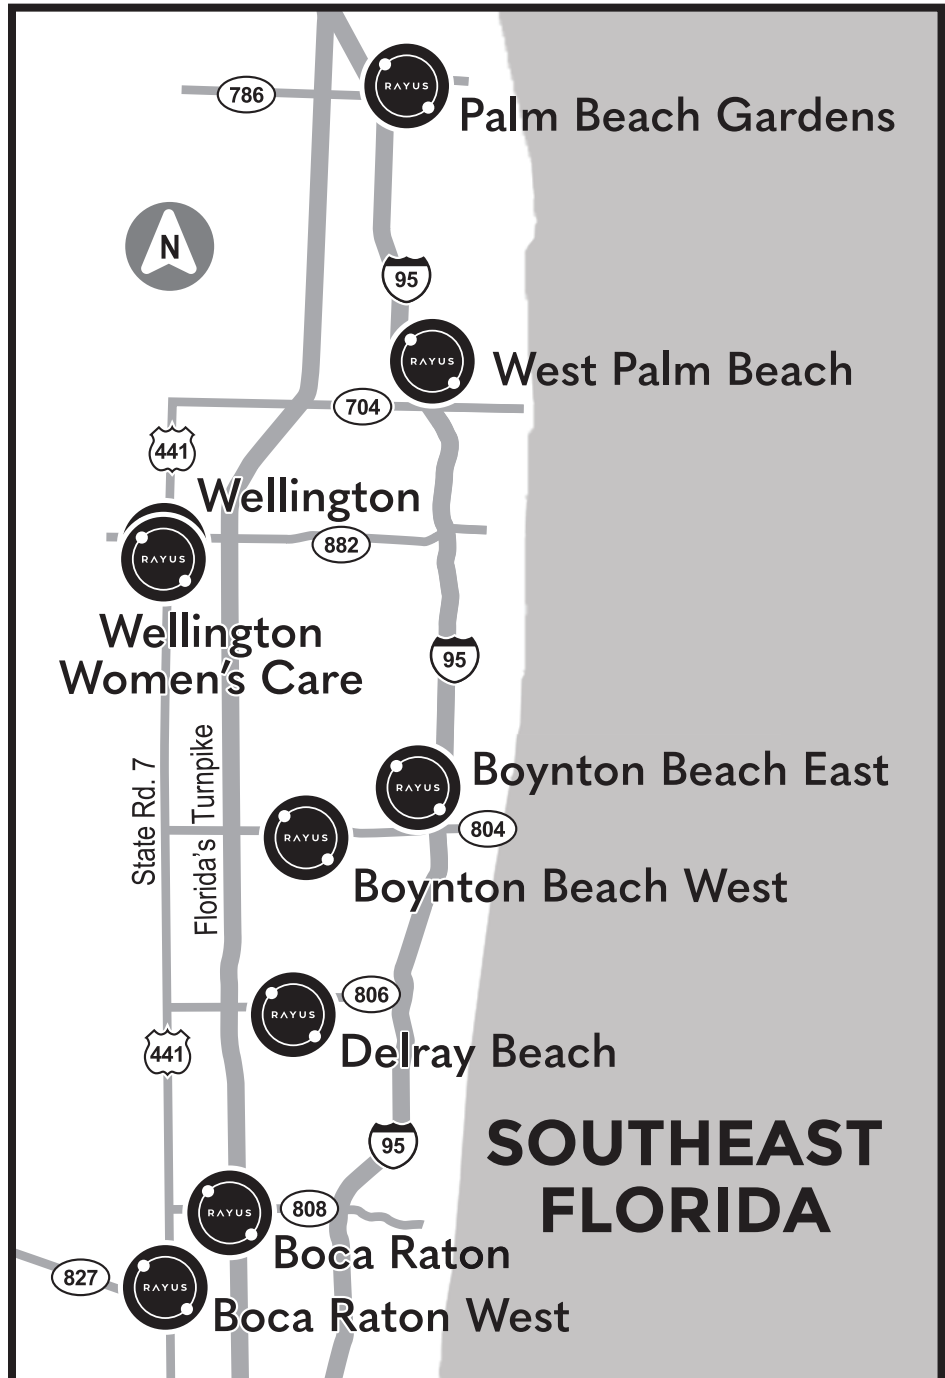 786
RAYUS
Palm Beach Gardens
N
95
RAYUS
West Palm Beach
704
441
Wellington
882
RAYUS
Wellington
Women's Care
95
State Rd. 7
Florida's Turnpike
RAYUS
Boynton Beach East
804
RAYUS
Boynton Beach West
806
RAYUS
Delray Beach
441
95
SOUTHEAST
FLORIDA
RAYUS
808
Boca Raton
827
RAYUS
Boca Raton West